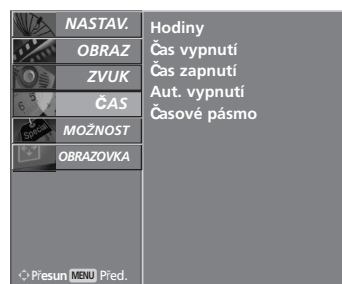 NASTAV.
OBRAZ
ZVUK
ČAS
MOŽNOST
OBRAZOVKA
Hodiny
Čas vypnutí
Čas zapnutí
Aut. vypnutí
Časové pásmo
Přesun MENU Před.